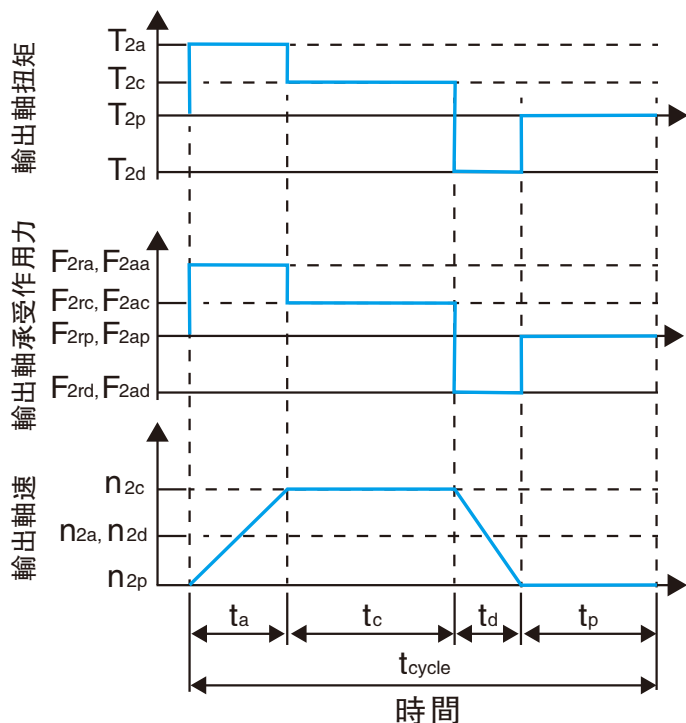 輸出軸扭矩
T2a
T2c
T2p
T2d
輸出軸承受作用力
F2ra, F2aa
F2rc, F2ac
F2rp, F2ap
F2rd, F2ad
輸出軸速
n2c
n2a, n2d
n2p
ta tc td tp
tcycle
時間